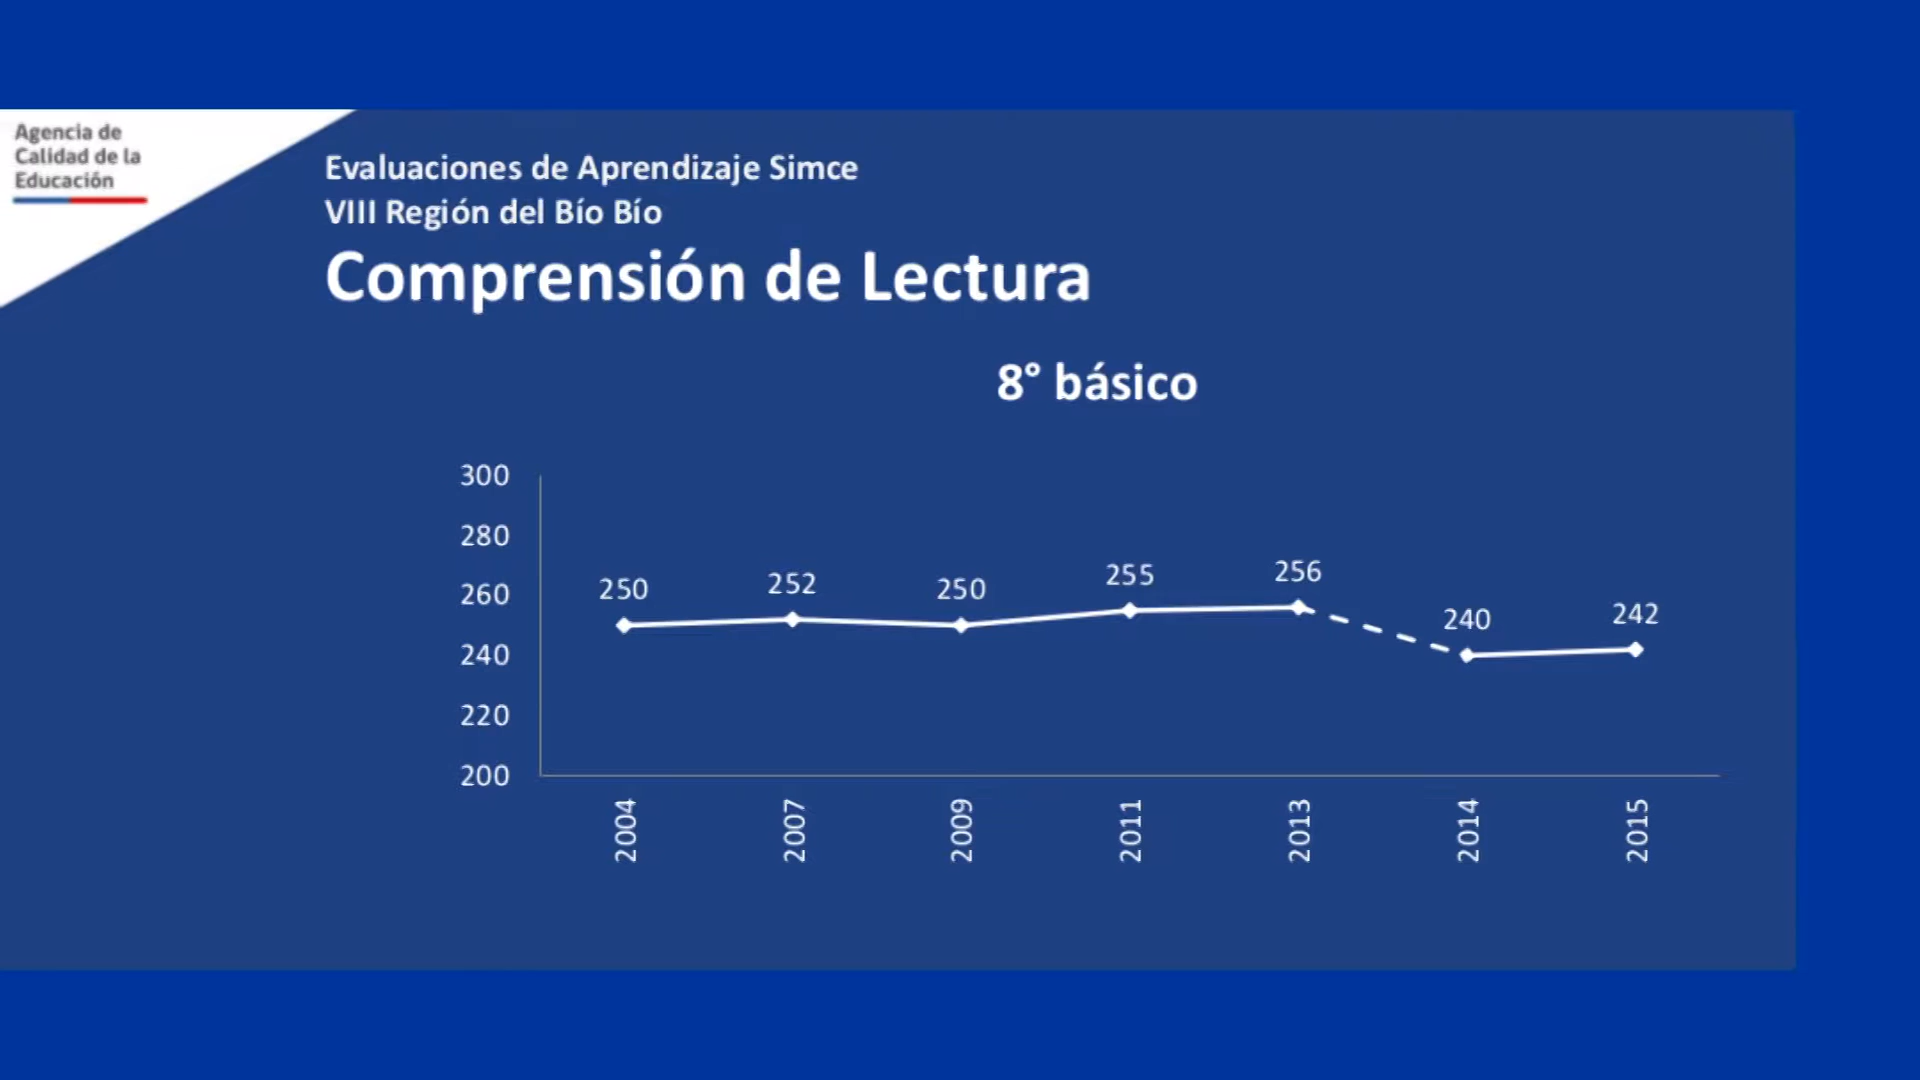 Agencia de
Calidad de la
Educación
Evaluaciones de Aprendizaje Simce
VIII Región del Bío Bío
Comprensión de Lectura
8° básico
300
280
260
240
220
200
250
252
250
255
256
240
242
2004
2007
2009
2011
2013
2014
2015